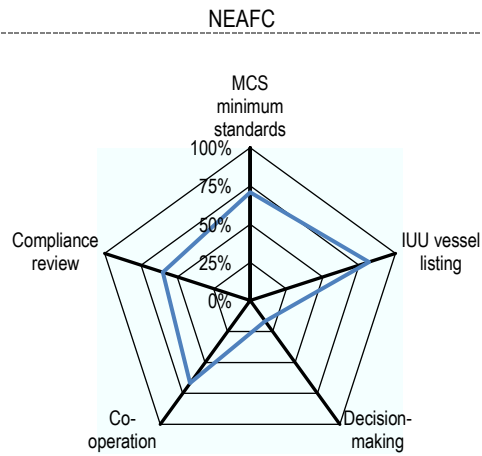 NEAFC
MCS
minimum
standards
100%
75%
50%
25%
0%
Compliance
review
IUU vessel
listing
Co-
operation
Decision-
making